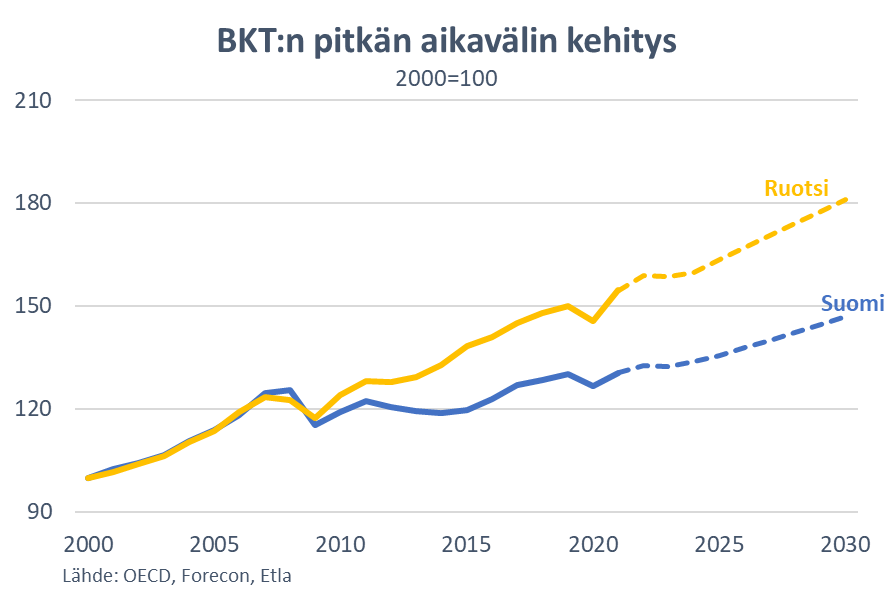 BKT:n pitkän aikavälin kehitys
2000=100
210
180
150
120
90
Ruotsi
Suomi
2000 2005 2010 2015 2020 2025 2030
Lähde: OECD, Forecon, Etla